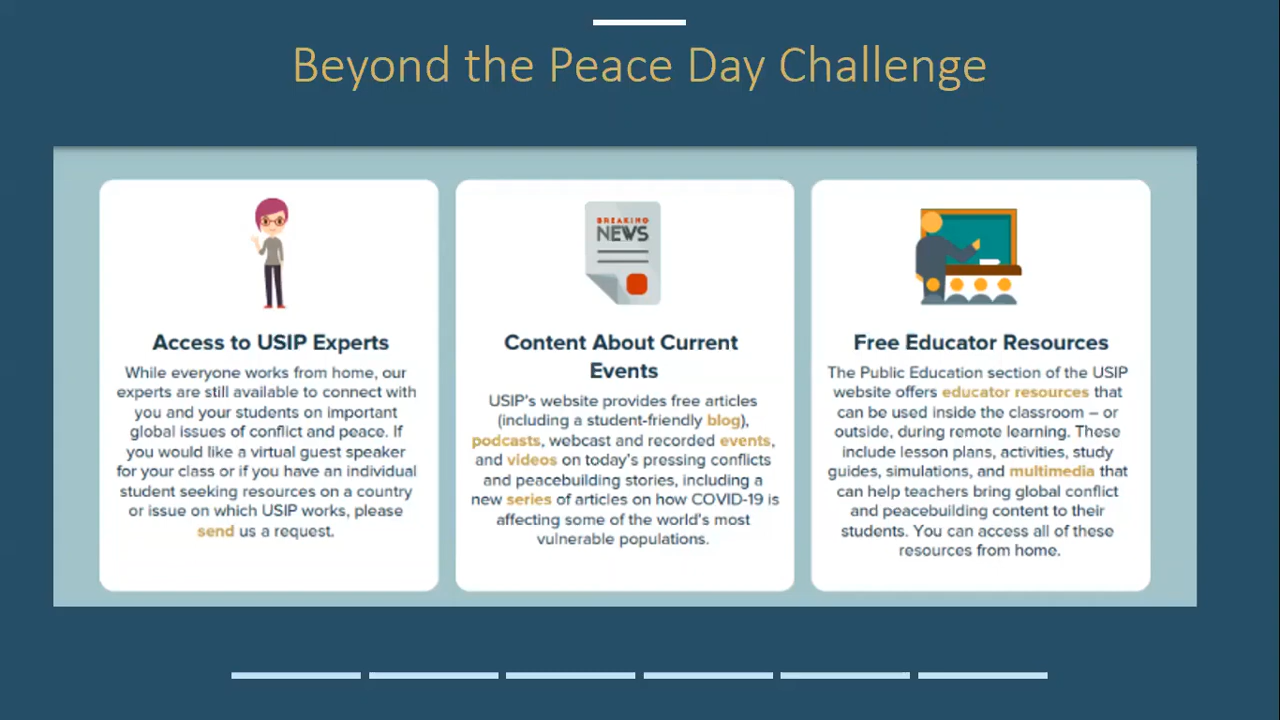 Beyond the Peace Day Challenge
BREAKING
NEWS
Access to USIP Experts
While everyone works from home, our
experts are still available to connect with
you and your students on important
global issues of conflict and peace. If
you would like a virtual guest speaker
for your class or if you have an individual
student seeking resources on a country
or issue on which USIP works, please
send us a request.
Content About Current
Events
USIP's website provides free articles
(including a student-friendly blog),
podcasts, webcast and recorded events,
and videos on today's pressing conflicts
and peacebuilding stories, including a
new series of articles on how COVID-19 is
affecting some of the world's most
vulnerable populations.
Free Educator Resources
The Public Education section of the USIP
website offers educator resources that
can be used inside the classroom – or
outside, during remote learning. These
include lesson plans, activities, study
guides, simulations, and multimedia that
can help teachers bring global conflict
and peacebuilding content to their
students. You can access all of these
resources from home.